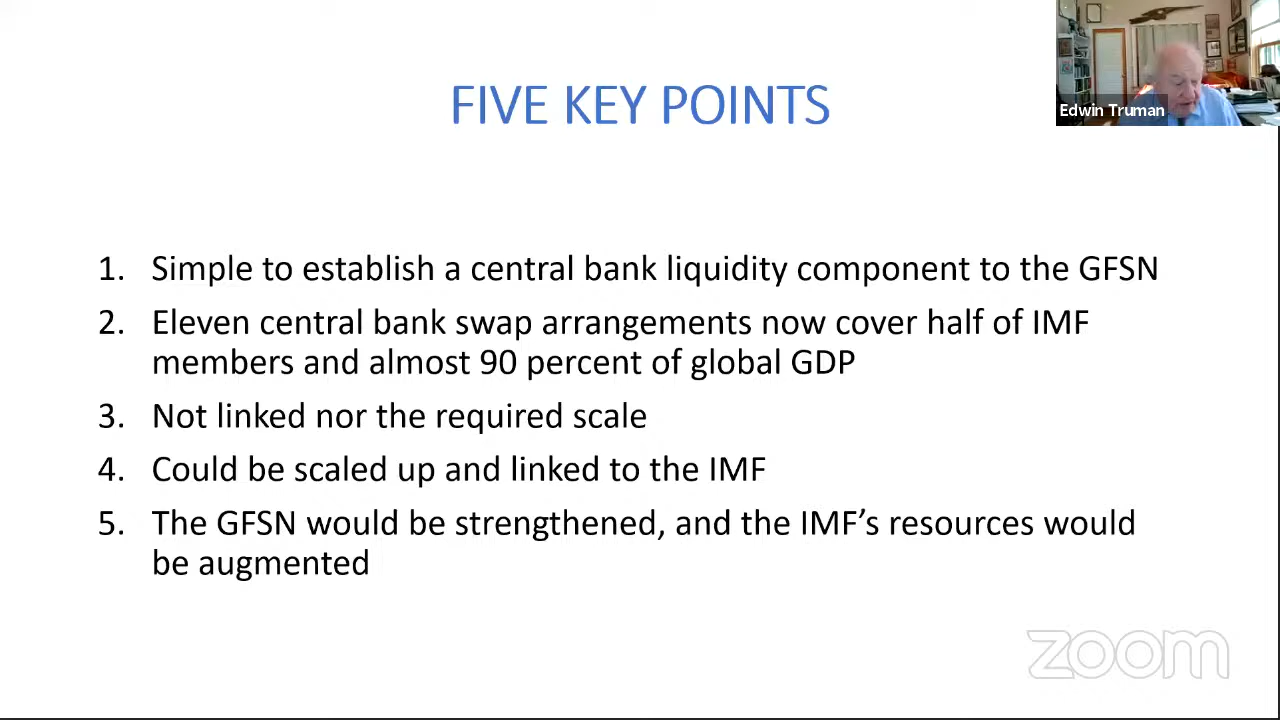 FIVE KEY POINTS
Edwin Truman
1. Simple to establish a central bank liquidity component to the GFSN
2. Eleven central bank swap arrangements now cover half of IMF
members and almost 90 percent of global GDP
3. Not linked nor the required scale
4. Could be scaled up and linked to the IMF
5. The GFSN would be strengthened, and the IMF’s resources would
be augmented
zoom